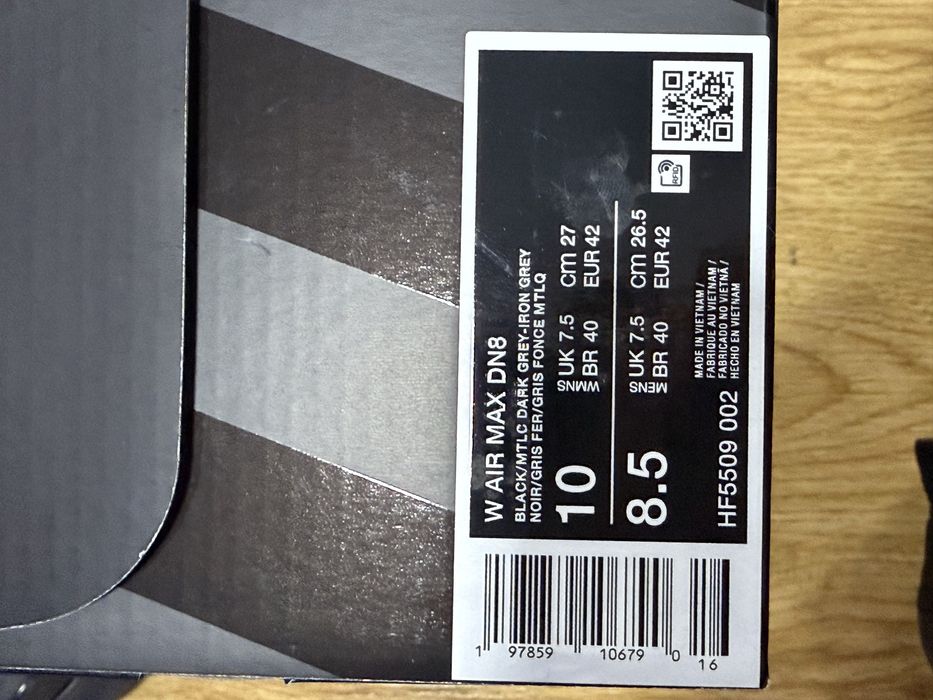 W AIR MAX DN8
BLACK/MTLC DARK GREY-IRON GREY
NOIR/GRIS FER/GRIS FONCE MTLQ
10
WMNS
UK 7.5 cm 27
BR 40 EUR 42
8.5
MENS
UK 7.5 cm 26.5
BR 40 EUR 42
HF5509 002
MADE IN VIETNAM /
FABRIQUE AU VIETNAM /
FABRICADO NO VIETNÃ /
HECHO EN VIETNAM
RFID
1 97859 10679 0
16